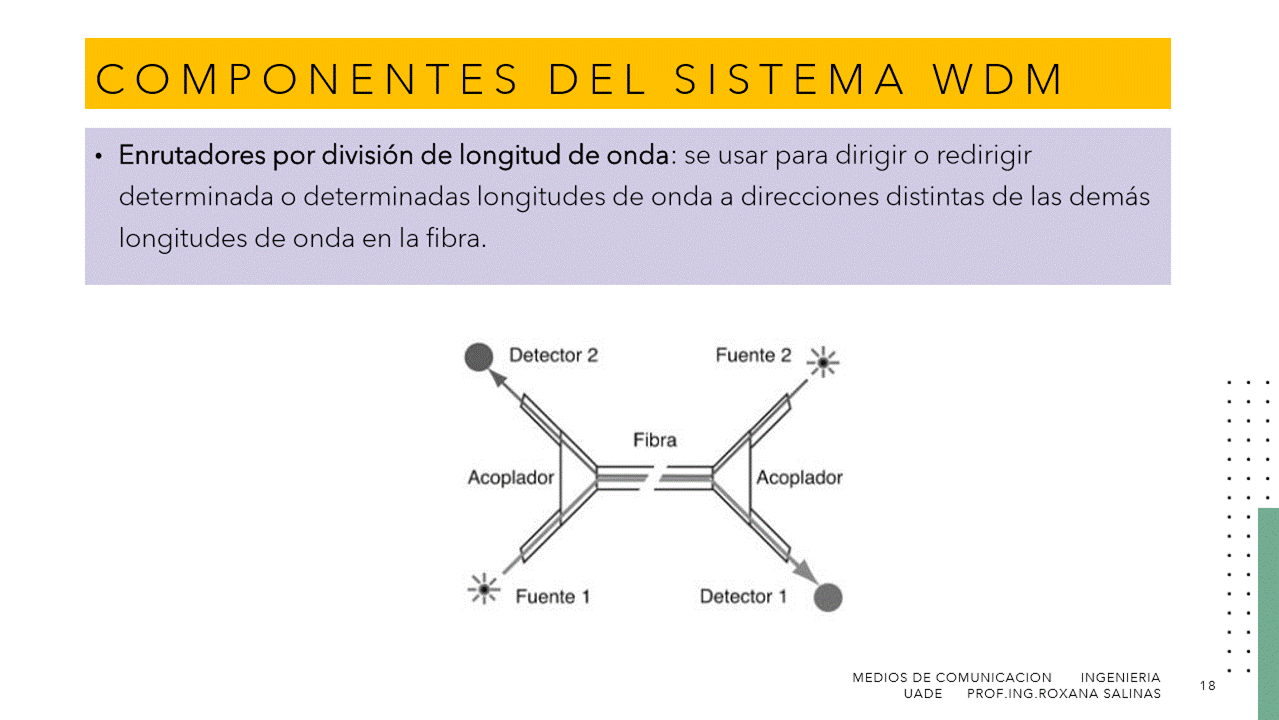 COMPONENTES DEL SISTEMA WDM
• Enrutadores por división de longitud de onda: se usar para dirigir o redirigir
determinada o determinadas longitudes de onda a direcciones distintas de las demás
longitudes de onda en la fibra.
Detector 2
Fuente 2
Fibra
Acoplador
Acoplador
Fuente 1
Detector 1
MEDIOS DE COMUNICACION INGENIERIA
UADE PROF.ING.ROXANA SALINAS
18